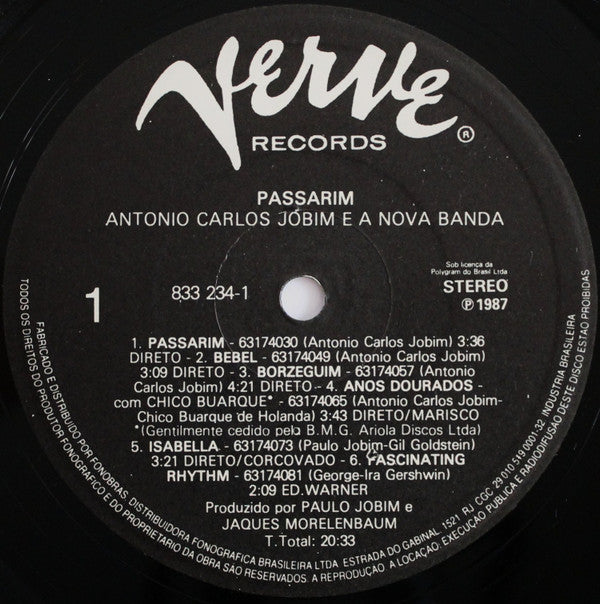 Verve ®
RECORDS
PASSARIM
ANTONIO CARLOS JOBIM E A NOVA BANDA
Sob licença da
Polygram do Brasil Ltda
1
833 234-1
STEREO
Ⓟ 1987
1. PASSARIM - 63174030 (Antonio Carlos Jobim) 3:36
DIRETO - 2. BEBEL - 63174049 (Antonio Carlos Jobim)
3:09 DIRETO - 3. BORZEGUIM - 63174057 (Antonio
Carlos Jobim) 4:21 DIRETO - 4. ANOS DOURADOS -
com CHICO BUARQUE* - 63174065 (Antonio Carlos Jobim-
Chico Buarque de Holanda) 3:43 DIRETO/MARISCO
*(Gentilmente cedido pela B.M.G. Ariola Discos Ltda)
5. ISABELLA - 63174073 (Paulo Jobim-Gil Goldstein)
3:21 DIRETO/CORCOVADO - 6. FASCINATING
RHYTHM - 63174081 (George-Ira Gershwin)
2:09 ED. WARNER
Produzido por PAULO JOBIM e
JAQUES MORELENBAUM
T. Total: 20:33
FABRICADO E DISTRIBUIDO POR FONOBRAS DISTRIBUIDORA FONOGRAFICA BRASILEIRA LTDA ESTRADA DO GABINAL, 1521 RJ CGC 29 010 549 0001-32 INDUSTRIA BRASILEIRA
TODOS OS DIREITOS DO PRODUTOR FONOGRAFICO E DO PROPRIETARIO DA OBRA SÃO RESERVADOS. A REPRODUÇÃO. A LOCAÇÃO. EXECUÇÃO PUBLICA E RADIODIFUSÃO DESTE DISCO ESTÃO PROIBIDAS